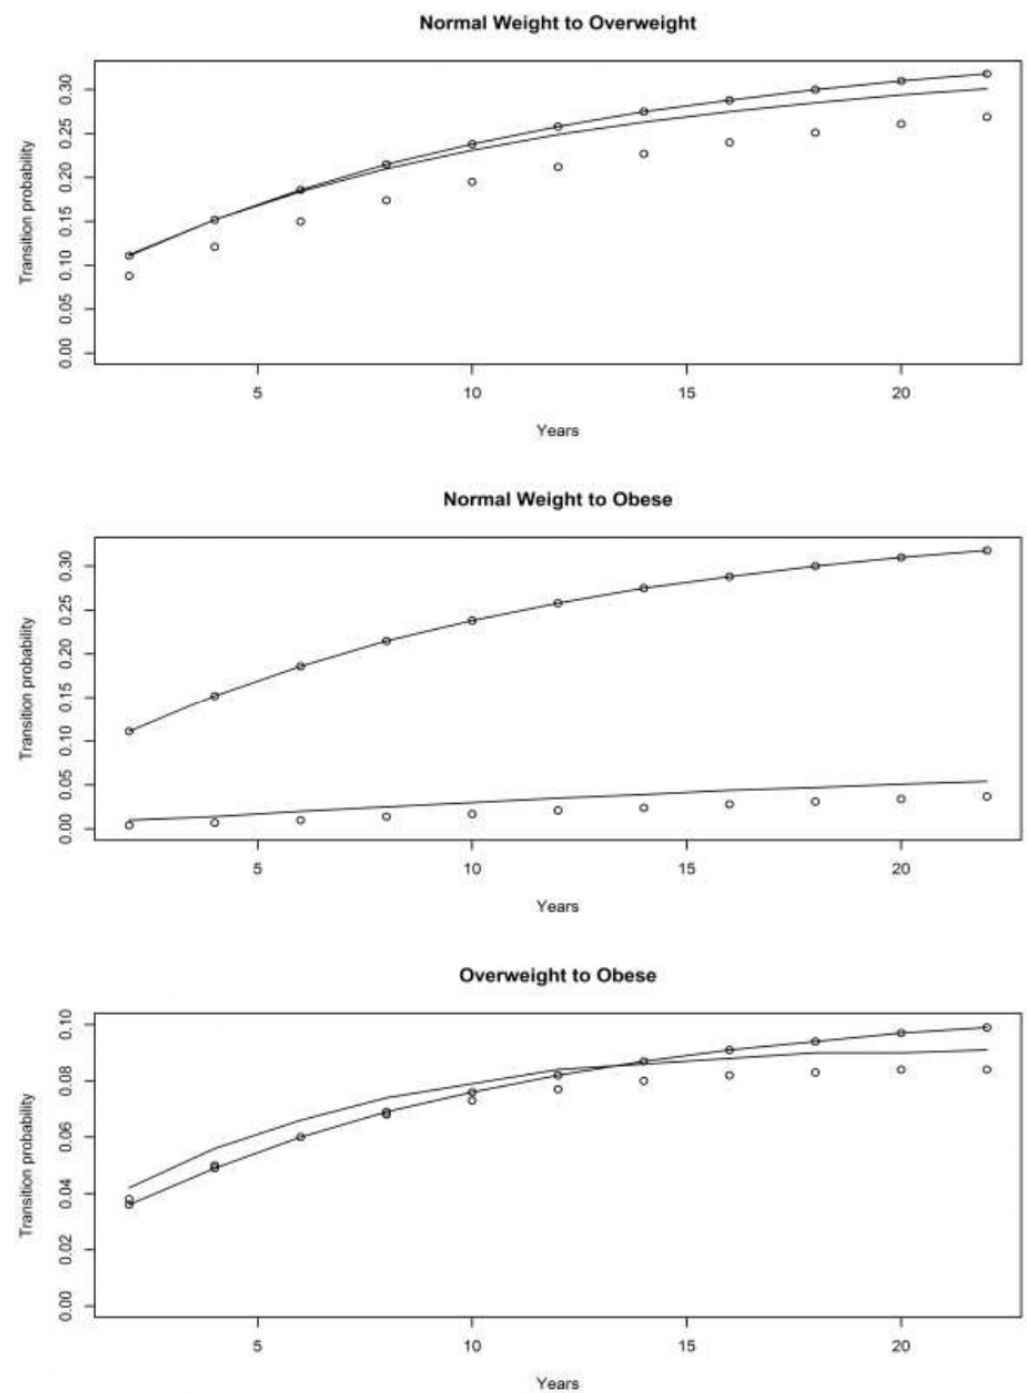 Normal Weight to Overweight
Transition probability
0.00 0.05 0.10 0.15 0.20 0.25 0.30
5 10 15 20
Years
Normal Weight to Obese
Transition probability
0.00 0.05 0.10 0.15 0.20 0.25 0.30
5 10 15 20
Years
Overweight to Obese
Transition probability
0.00 0.02 0.04 0.06 0.08 0.10
5 10 15 20
Years